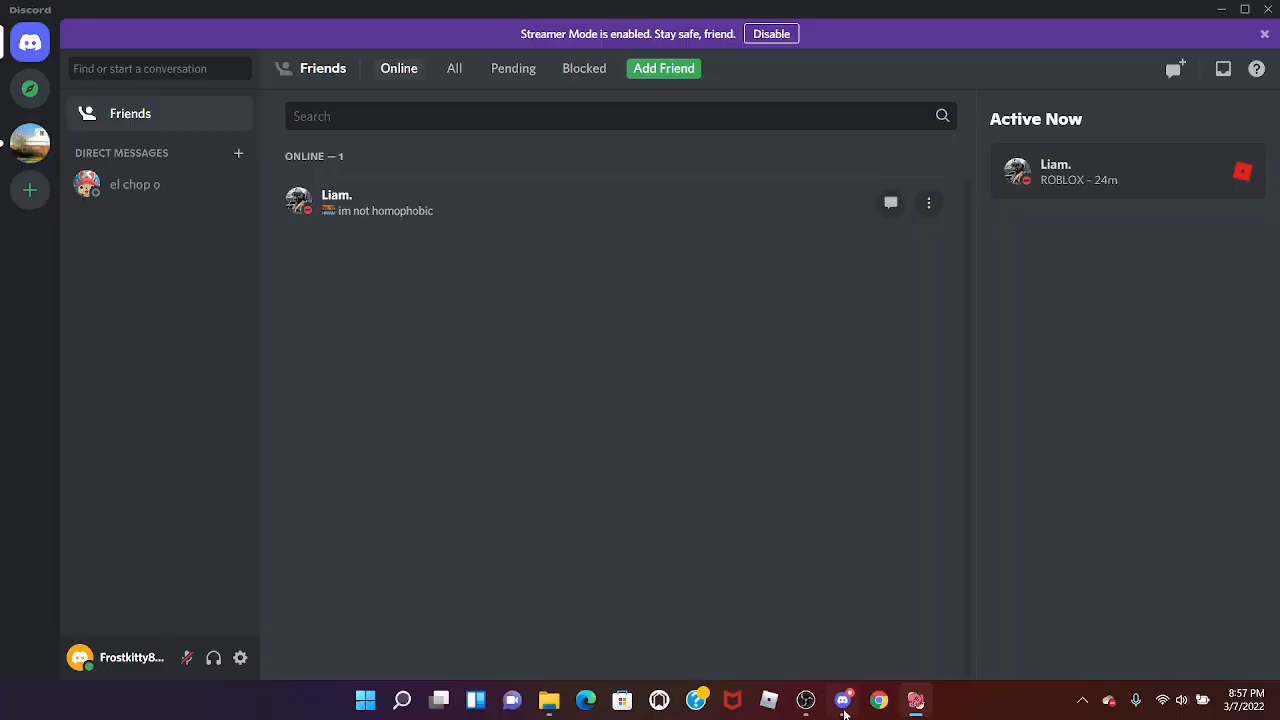 Discord
Streamer Mode is enabled. Stay safe, friend. Disable
Find or start a conversation
Friends
Online
All
Pending
Blocked
Add Friend
Friends
DIRECT MESSAGES
el chop o
Search
ONLINE — 1
Liam.
im not homophobic
Active Now
Liam.
ROBLOX – 24m
Frostkitty8...
8:57 PM
3/7/2022